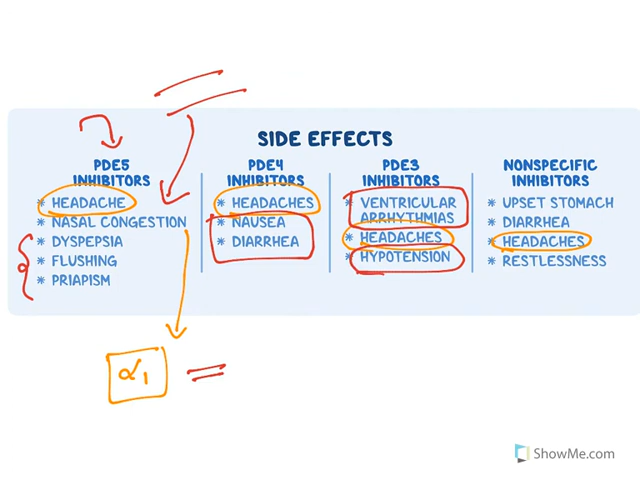 SIDE EFFECTS
PDE5
INHIBITORS
* HEADACHE
* NASAL CONGESTION
* DYSPEPSIA
* FLUSHING
* PRIAPISM
PDE4
INHIBITORS
* HEADACHES
* NAUSEA
* DIARRHEA
PDE3
INHIBITORS
* VENTRICULAR
ARRHYTHMIAS
* HEADACHES
* HYPOTENSION
NONSPECIFIC
INHIBITORS
* UPSET STOMACH
* DIARRHEA
* HEADACHES
* RESTLESSNESS
α1
ShowMe.com